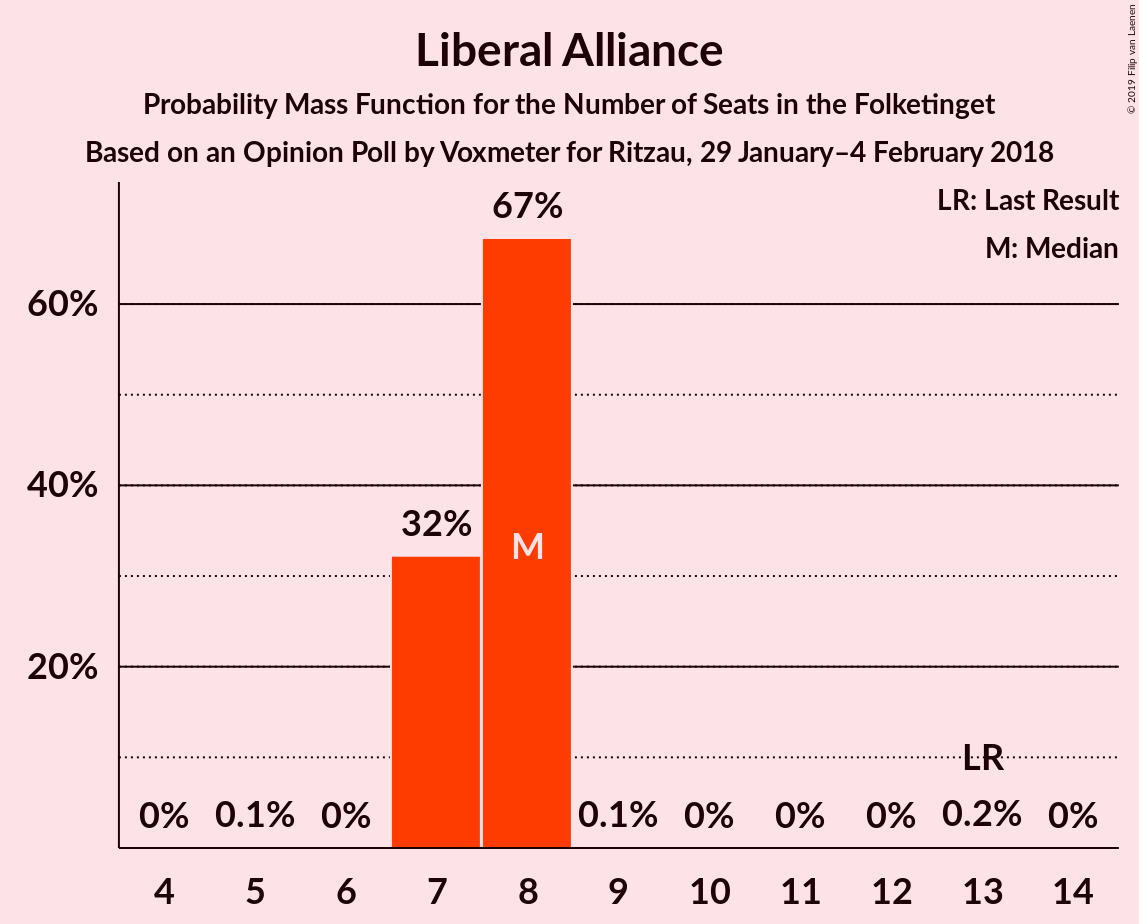 Liberal Alliance
Probability Mass Function for the Number of Seats in the Folketinget
Based on an Opinion Poll by Voxmeter for Ritzau, 29 January–4 February 2018
© 2019 Filip van Laenen
LR: Last Result
M: Median
67%
60%
40%
32%
M
20%
LR
0% 0.1% 0% 0.1% 0% 0% 0% 0.2% 0%
4 5 6 7 8 9 10 11 12 13 14